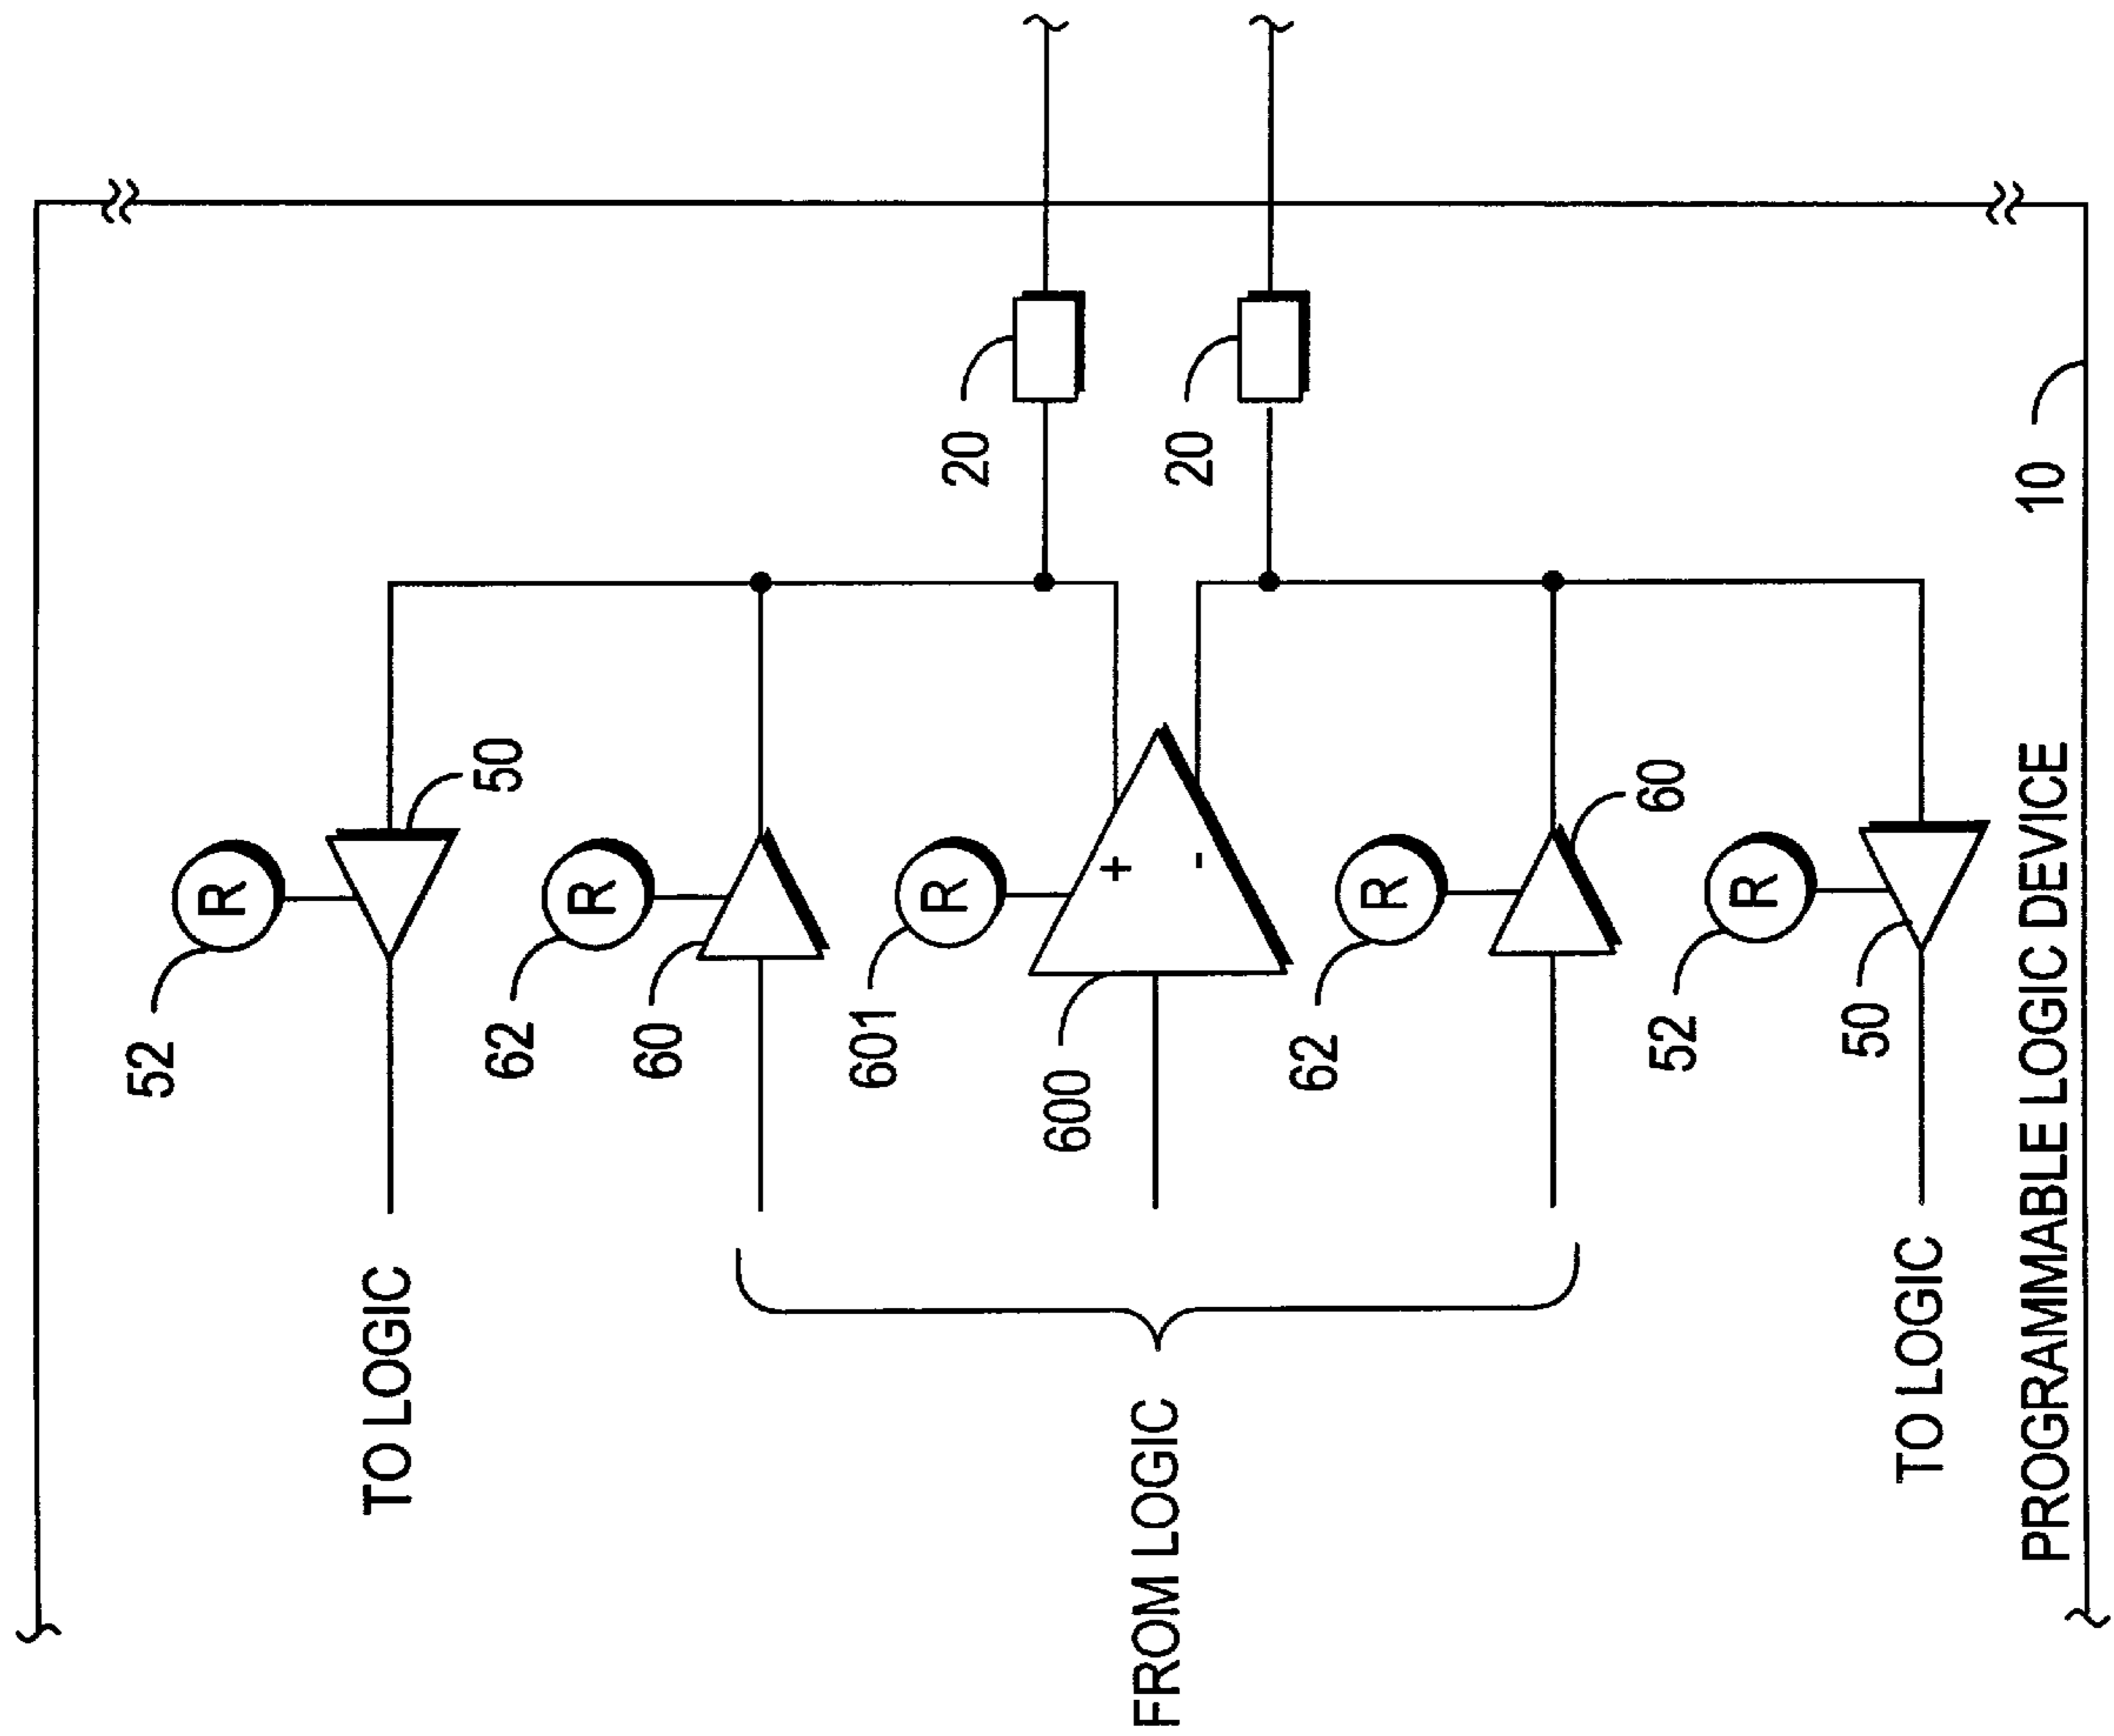 20
20
10
50
60
R
R
R
R
R
+
-
52
62
60
601
600
62
52
50
TO LOGIC
FROM LOGIC
TO LOGIC
PROGRAMMABLE LOGIC DEVICE